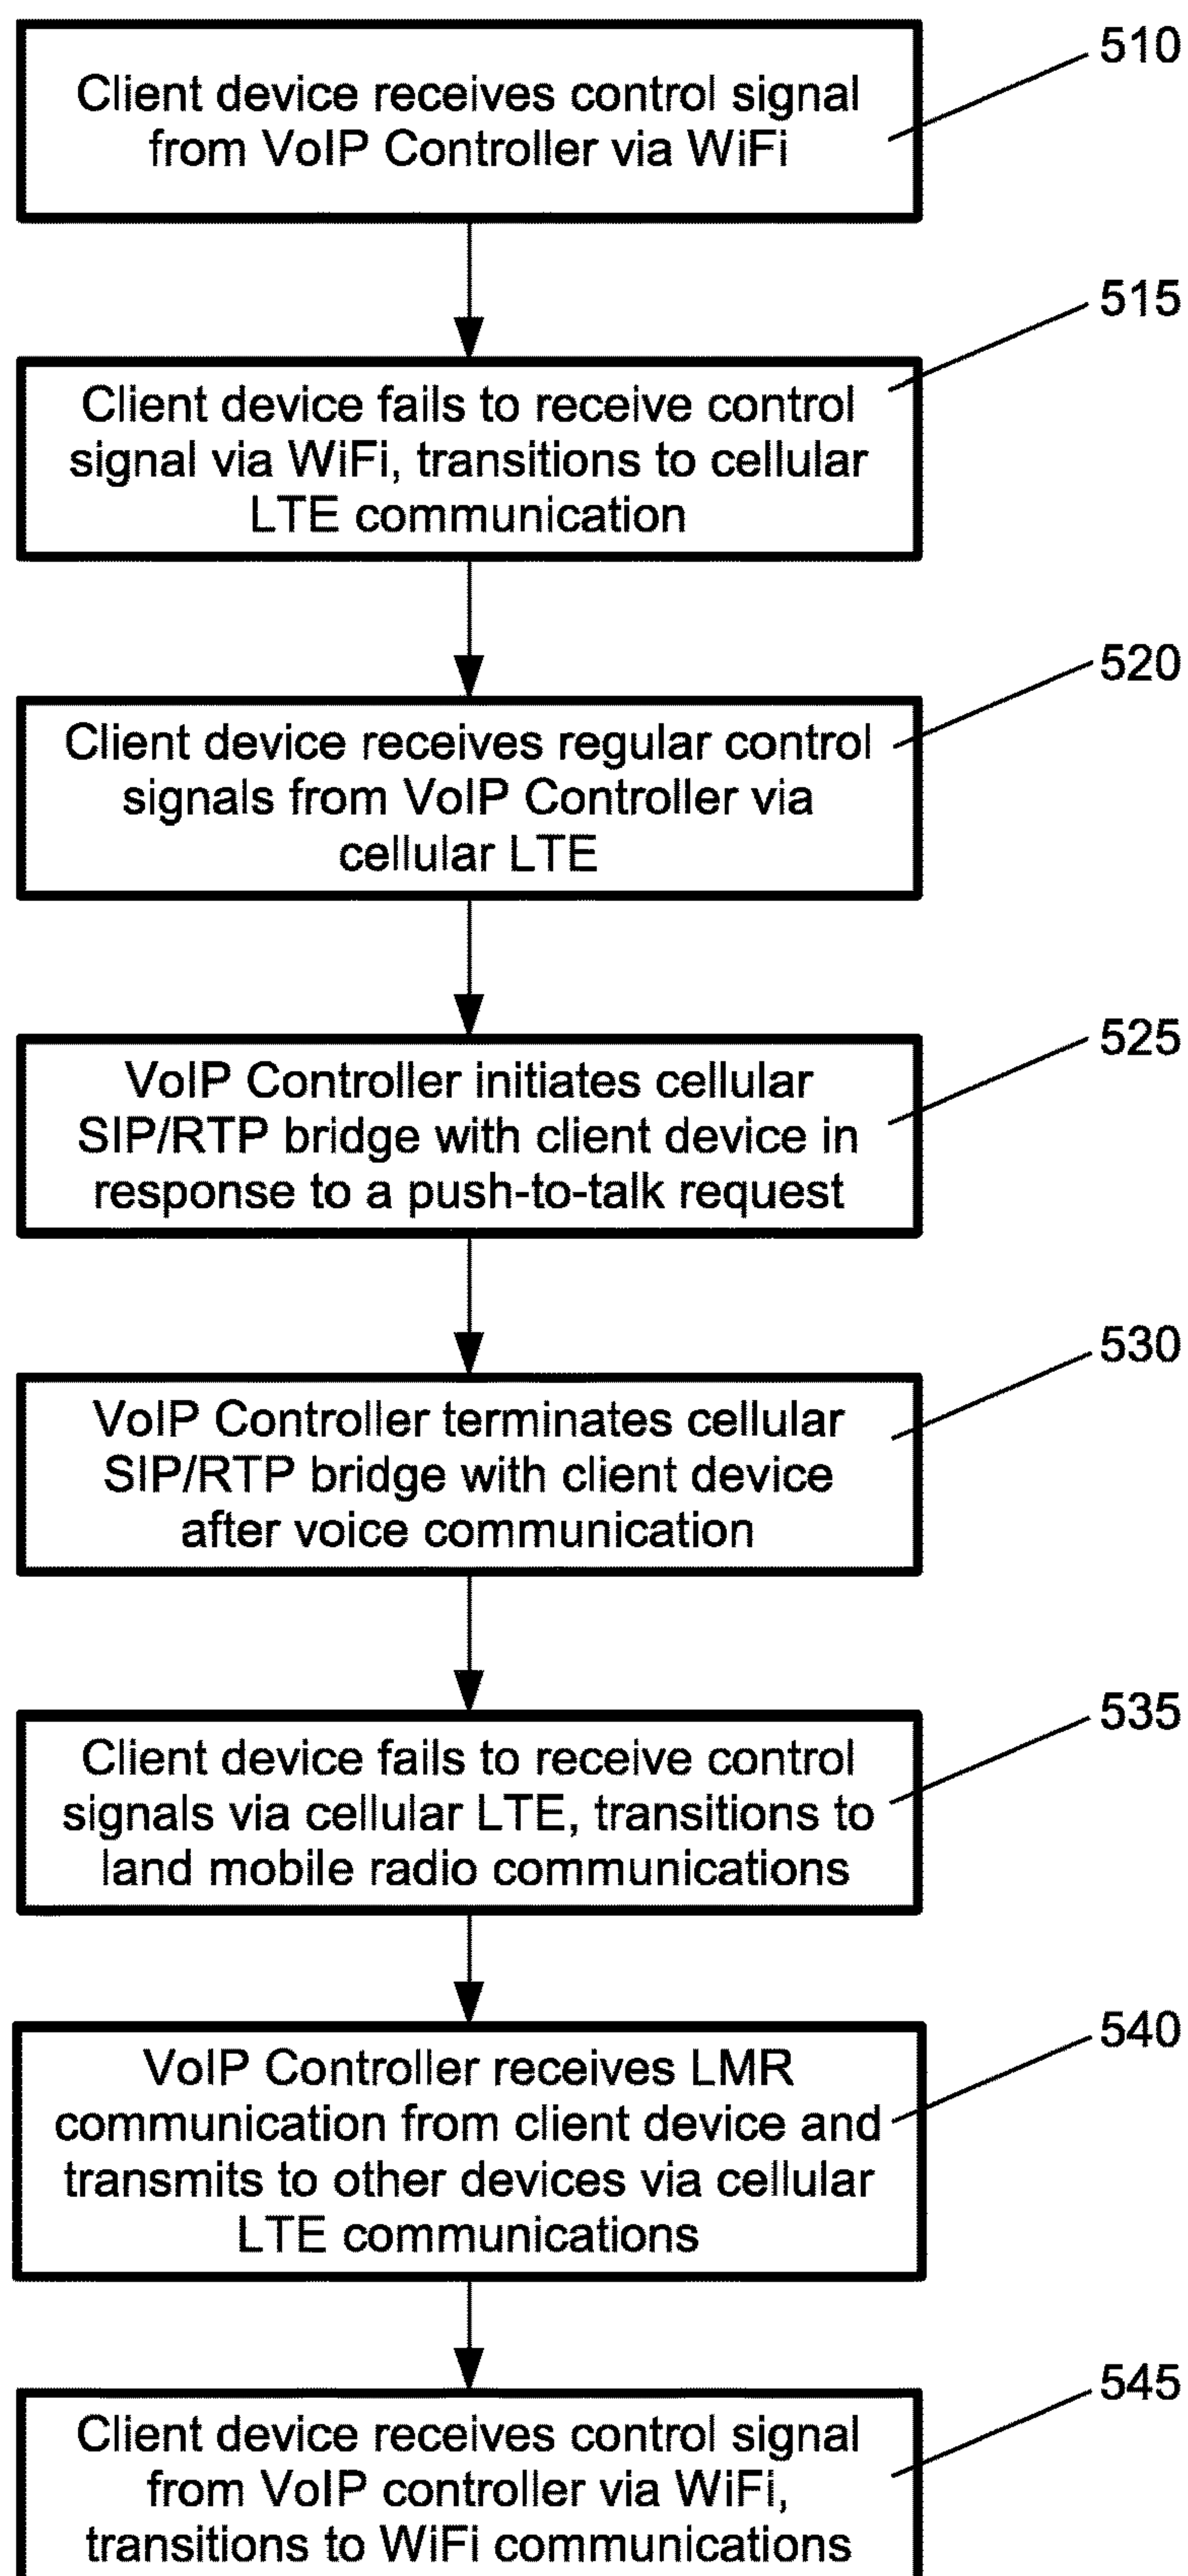 510
Client device receives control signal
from VoIP Controller via WiFi
515
Client device fails to receive control
signal via WiFi, transitions to cellular
LTE communication
520
Client device receives regular control
signals from VoIP Controller via
cellular LTE
525
VoIP Controller initiates cellular
SIP/RTP bridge with client device in
response to a push-to-talk request
530
VoIP Controller terminates cellular
SIP/RTP bridge with client device
after voice communication
535
Client device fails to receive control
signals via cellular LTE, transitions to
land mobile radio communications
540
VoIP Controller receives LMR
communication from client device and
transmits to other devices via cellular
LTE communications
545
Client device receives control signal
from VoIP controller via WiFi,
transitions to WiFi communications